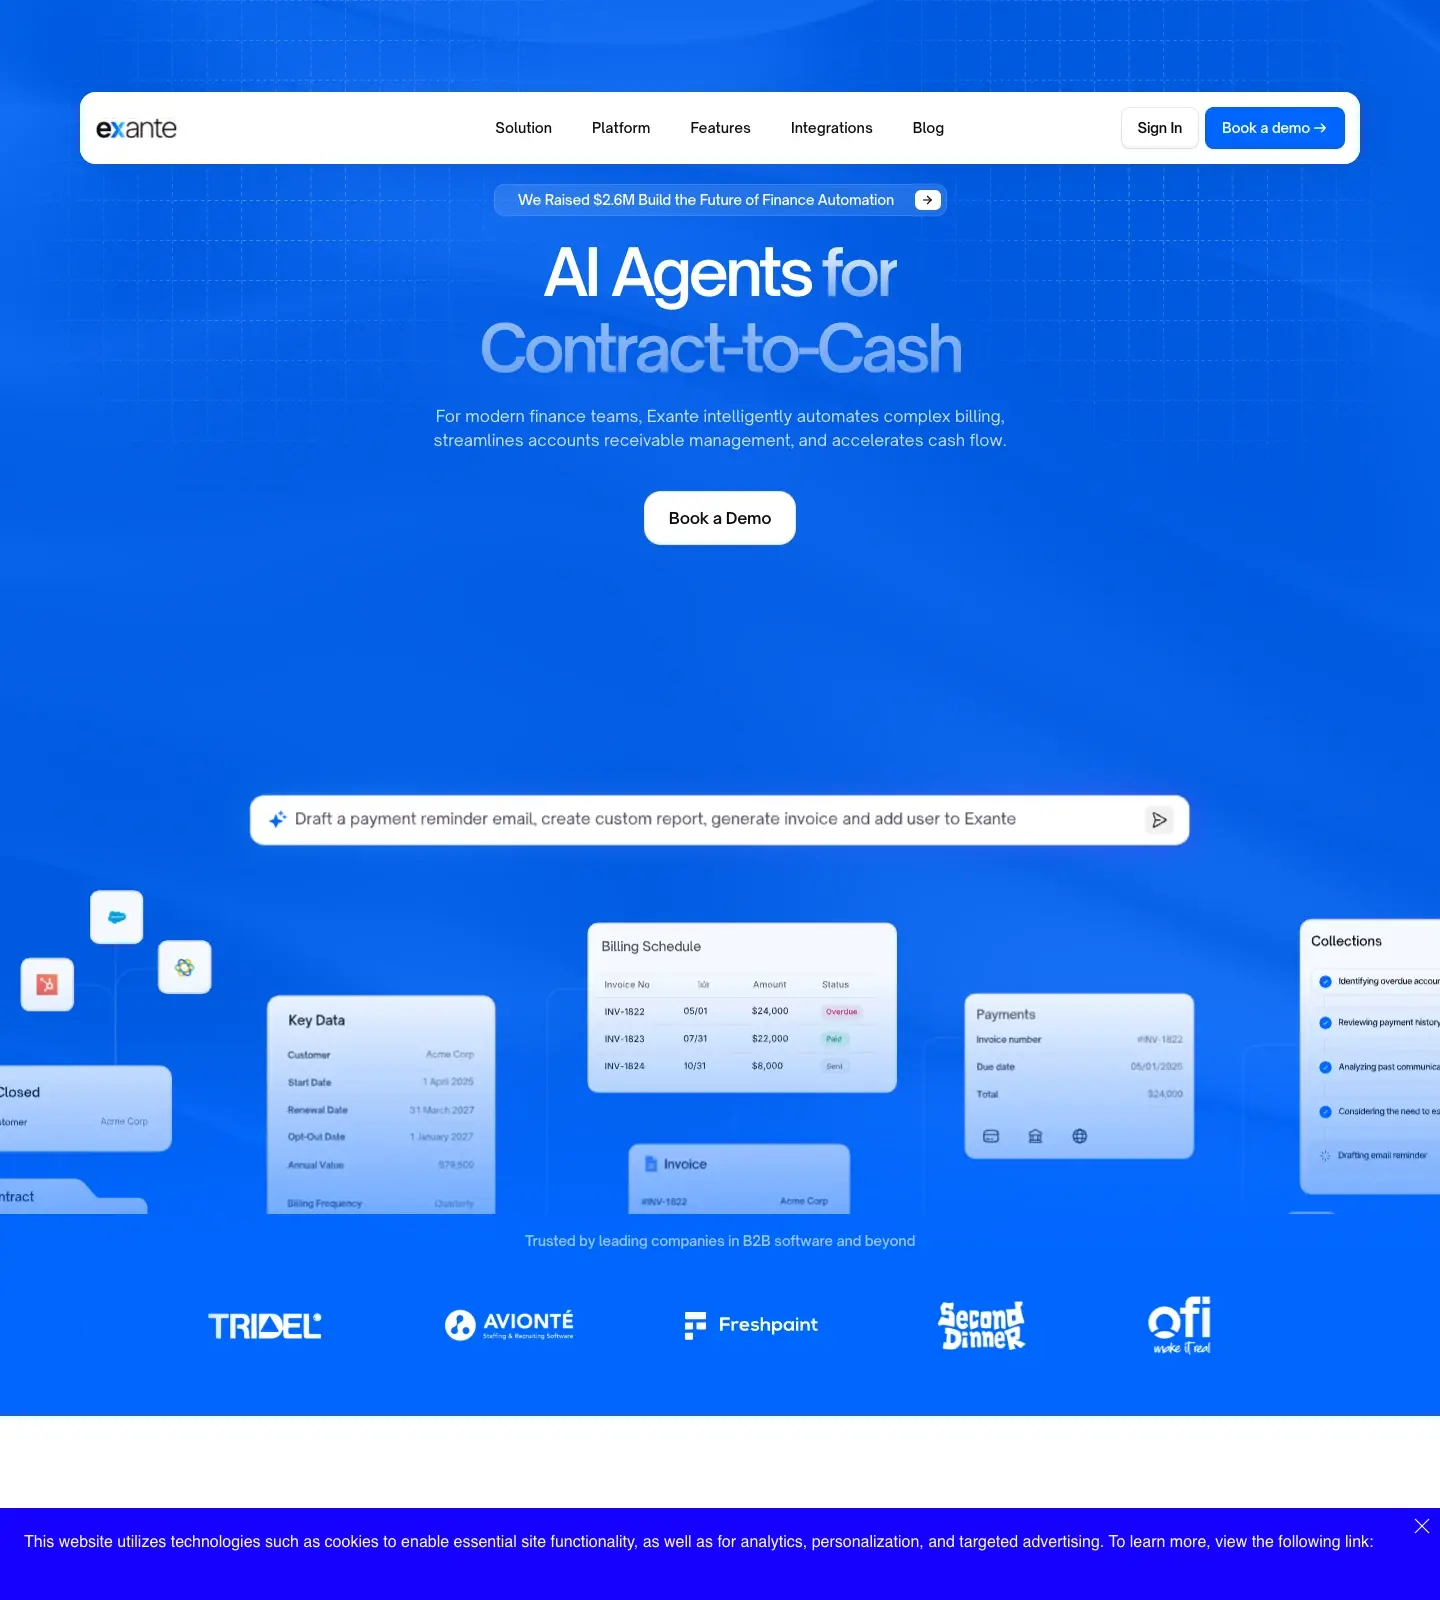 exante
Solution
Platform
Features
Integrations
Blog
Sign In
Book a demo →
We Raised $2.6M Build the Future of Finance Automation
AI Agents for
Contract-to-Cash
For modern finance teams, Exante intelligently automates complex billing,
streamlines accounts receivable management, and accelerates cash flow.
Book a Demo
Draft a payment reminder email, create custom report, generate invoice and add user to Exante
Closed
stomer Acme Corp
ntract
Key Data
Customer Acme Corp
Start Date 1 April 2025
Renewal Date 31 March 2027
Opt-Out Date 1 January 2027
Annual Value $79,500
Billing Frequency Quarterly
Billing Schedule
Invoice No Amount Status
INV-1822 05/01 $24,000 Overdue
INV-1823 07/31 $22,000 Paid
INV-1824 10/31 $8,000 Sent
Invoice
#INV-1822 Acme Corp
Payments
Invoice number #INV-1822
Due date 05/01/2025
Total $24,000
Collections
Identifying overdue accour
Reviewing payment history
Analyzing past communica
Considering the need to es
Drafting email reminder
Trusted by leading companies in B2B software and beyond
TRIDEL
AVIONTÉ
Staffing & Recruiting Software
Freshpaint
Second
Dinner
ofi
make it real
This website utilizes technologies such as cookies to enable essential site functionality, as well as for analytics, personalization, and targeted advertising. To learn more, view the following link: